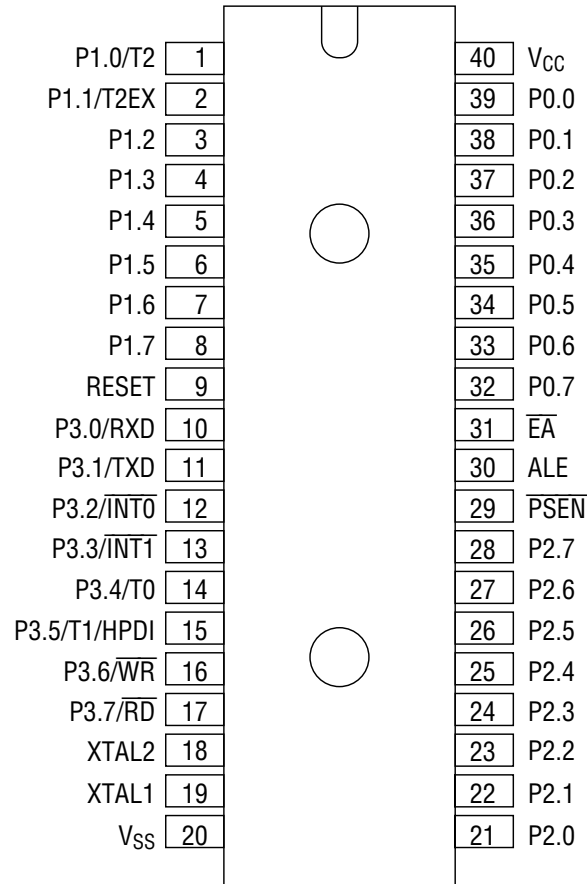 P1.0/T2 1 40 VCC
P1.1/T2EX 2 39 P0.0
P1.2 3 38 P0.1
P1.3 4 37 P0.2
P1.4 5 36 P0.3
P1.5 6 35 P0.4
P1.6 7 34 P0.5
P1.7 8 33 P0.6
RESET 9 32 P0.7
P3.0/RXD 10 31 E̅A̅
P3.1/TXD 11 30 ALE
P3.2/I̅N̅T̅0̅ 12 29 P̅S̅E̅N̅
P3.3/I̅N̅T̅1̅ 13 28 P2.7
P3.4/T0 14 27 P2.6
P3.5/T1/HPDI 15 26 P2.5
P3.6/W̅R̅ 16 25 P2.4
P3.7/R̅D̅ 17 24 P2.3
XTAL2 18 23 P2.2
XTAL1 19 22 P2.1
VSS 20 21 P2.0